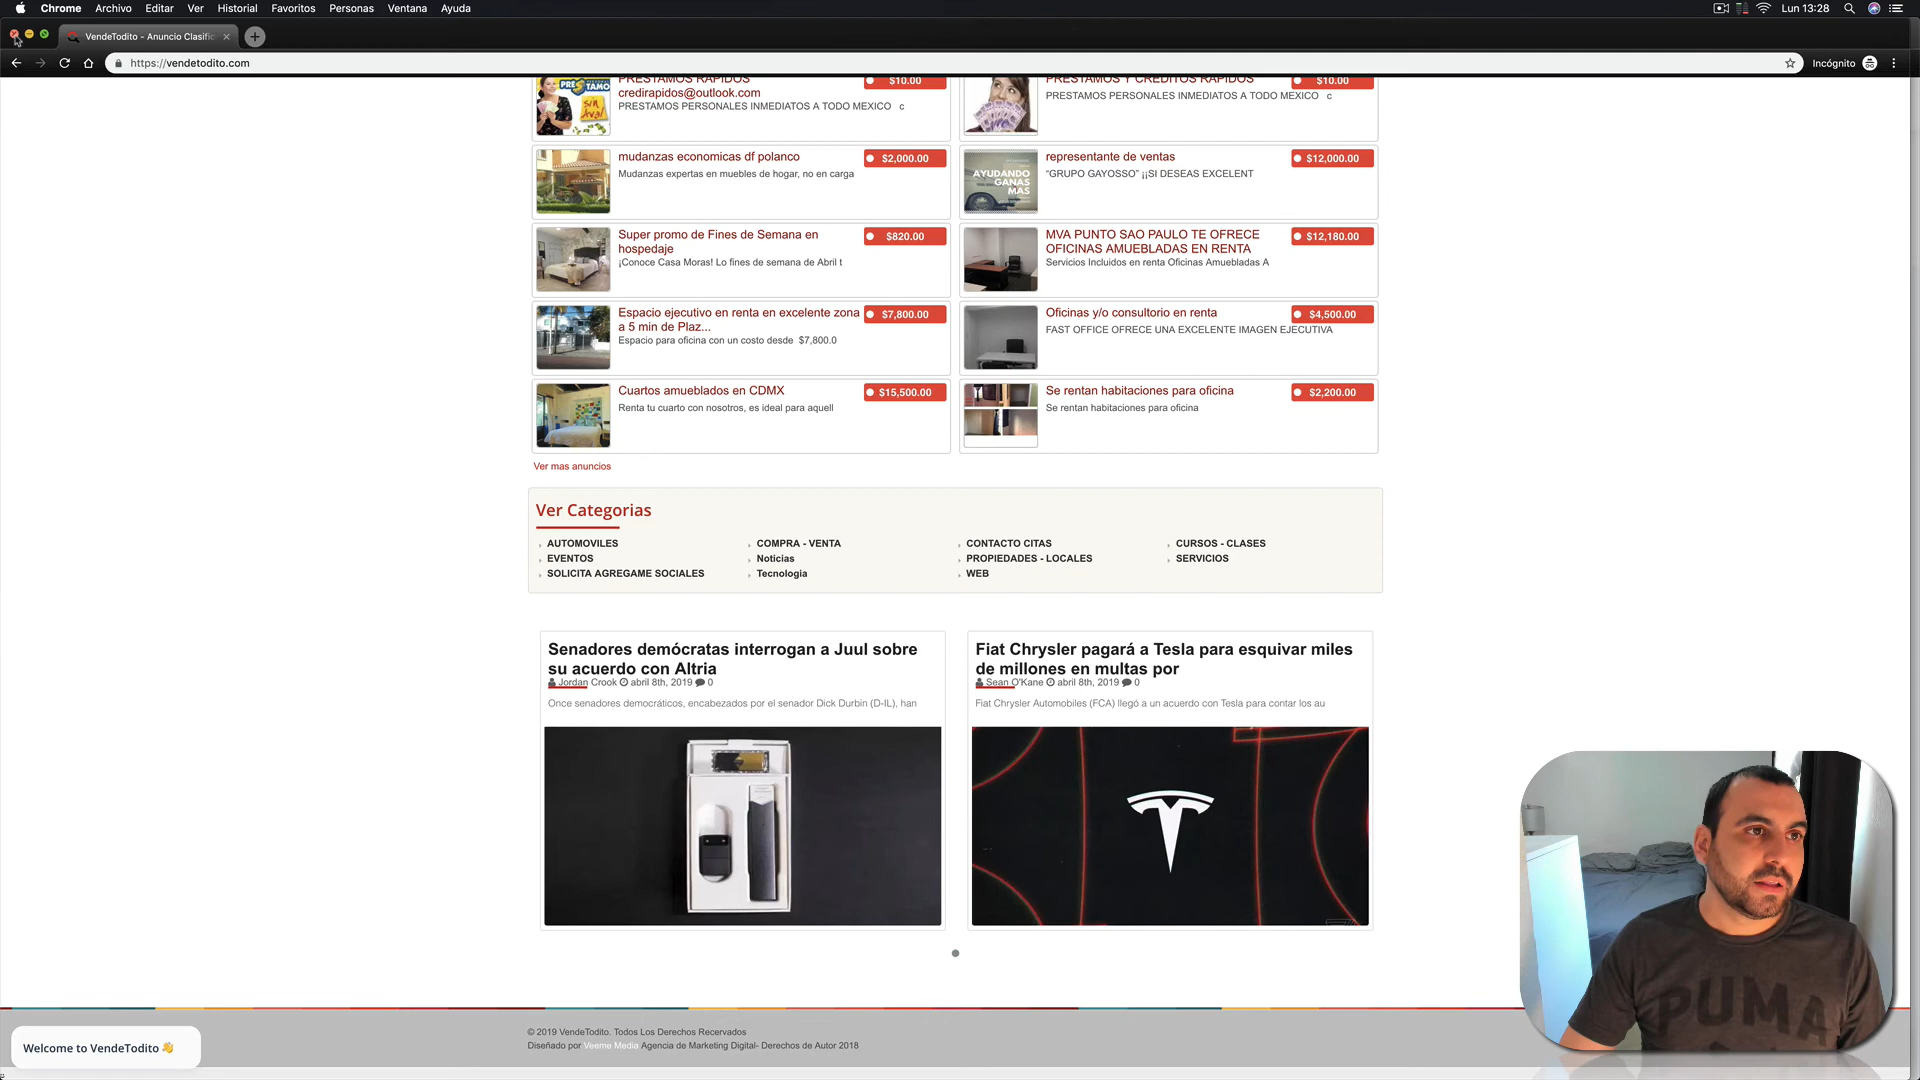 Chrome Archivo Editar Ver Historial Favoritos Personas Ventana Ayuda Lun 13:28
VendeTodito - Anuncio Clasific
https://vendetodito.com Incógnito
PRESTAMOS RAPIDOS
credirapidos@outlook.com
$10.00
PRESTAMOS PERSONALES INMEDIATOS A TODO MEXICO c
PRESTAMOS Y CREDITOS RAPIDOS
$10.00
PRESTAMOS PERSONALES INMEDIATOS A TODO MEXICO c
mudanzas economicas df polanco
$2,000.00
Mudanzas expertas en muebles de hogar, no en carga
AYUDANDO
GANAS
MAS
representante de ventas
$12,000.00
"GRUPO GAYOSSO" ¡¡SI DESEAS EXCELENT
Super promo de Fines de Semana en
hospedaje
$820.00
¡Conoce Casa Moras! Lo fines de semana de Abril t
MVA PUNTO SAO PAULO TE OFRECE
OFICINAS AMUEBLADAS EN RENTA
$12,180.00
Servicios Incluidos en renta Oficinas Amuebladas A
Espacio ejecutivo en renta en excelente zona
a 5 min de Plaz...
$7,800.00
Espacio para oficina con un costo desde $7,800.0
Oficinas y/o consultorio en renta
$4,500.00
FAST OFFICE OFRECE UNA EXCELENTE IMAGEN EJECUTIVA
Cuartos amueblados en CDMX
$15,500.00
Renta tu cuarto con nosotros, es ideal para aquell
Se rentan habitaciones para oficina
$2,200.00
Se rentan habitaciones para oficina
Ver mas anuncios
Ver Categorias
AUTOMOVILES COMPRA - VENTA CONTACTO CITAS CURSOS - CLASES
EVENTOS Noticias PROPIEDADES - LOCALES SERVICIOS
SOLICITA AGREGAME SOCIALES Tecnologia WEB
Senadores demócratas interrogan a Juul sobre
su acuerdo con Altria
Jordan Crook abril 8th, 2019 0
Once senadores democráticos, encabezados por el senador Dick Durbin (D-IL), han
Fiat Chrysler pagará a Tesla para esquivar miles
de millones en multas por
Sean O'Kane abril 8th, 2019 0
Fiat Chrysler Automobiles (FCA) llegó a un acuerdo con Tesla para contar los au
PUMA
© 2019 VendeTodito. Todos Los Derechos Recervados
Diseñado por Veeme Media Agencia de Marketing Digital- Derechos de Autor 2018
Welcome to VendeTodito 👋